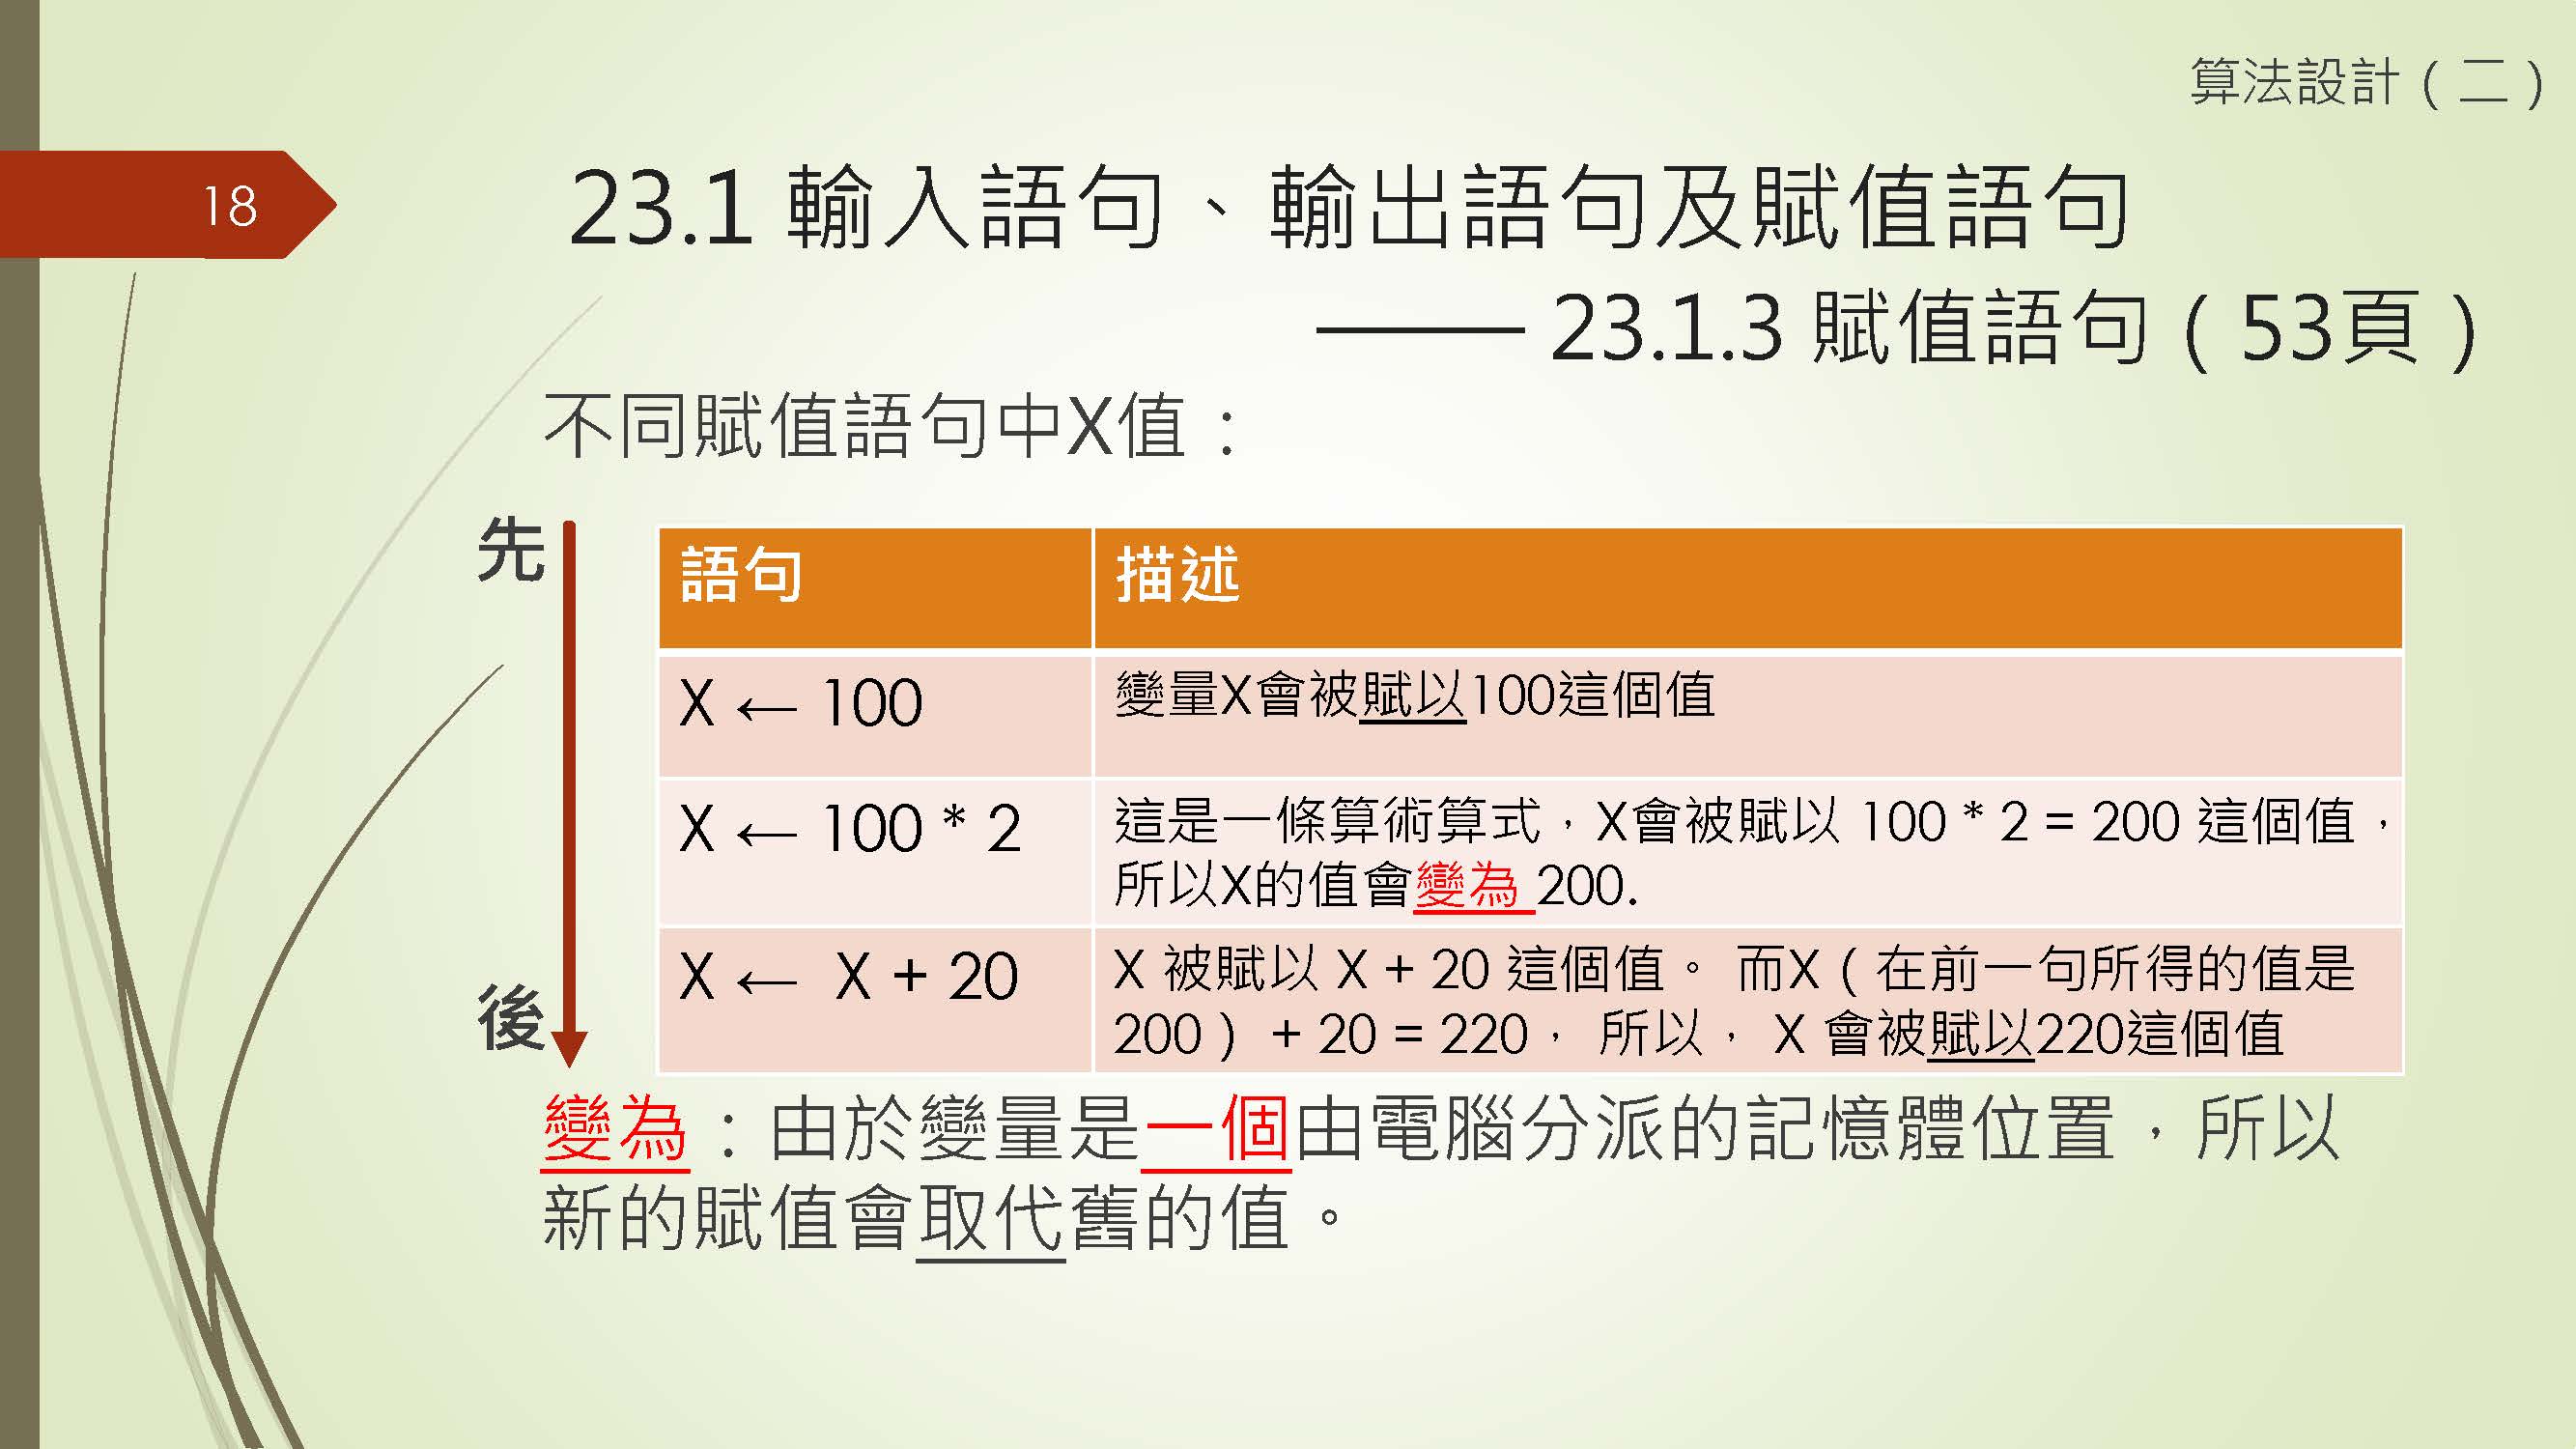 算法設計（二）
18
23.1 輸入語句、輸出語句及賦值語句
—— 23.1.3 賦值語句（53頁）
不同賦值語句中X值：
先
語句 描述
X ← 100 變量X會被賦以100這個值
X ← 100 * 2 這是一條算術算式，X會被賦以 100 * 2 = 200 這個值，
所以X的值會變為 200.
X ← X + 20 X 被賦以 X + 20 這個值。 而X（在前一句所得的值是
200） + 20 = 220， 所以， X 會被賦以220這個值
後
變為：由於變量是一個由電腦分派的記憶體位置，所以
新的賦值會取代舊的值。